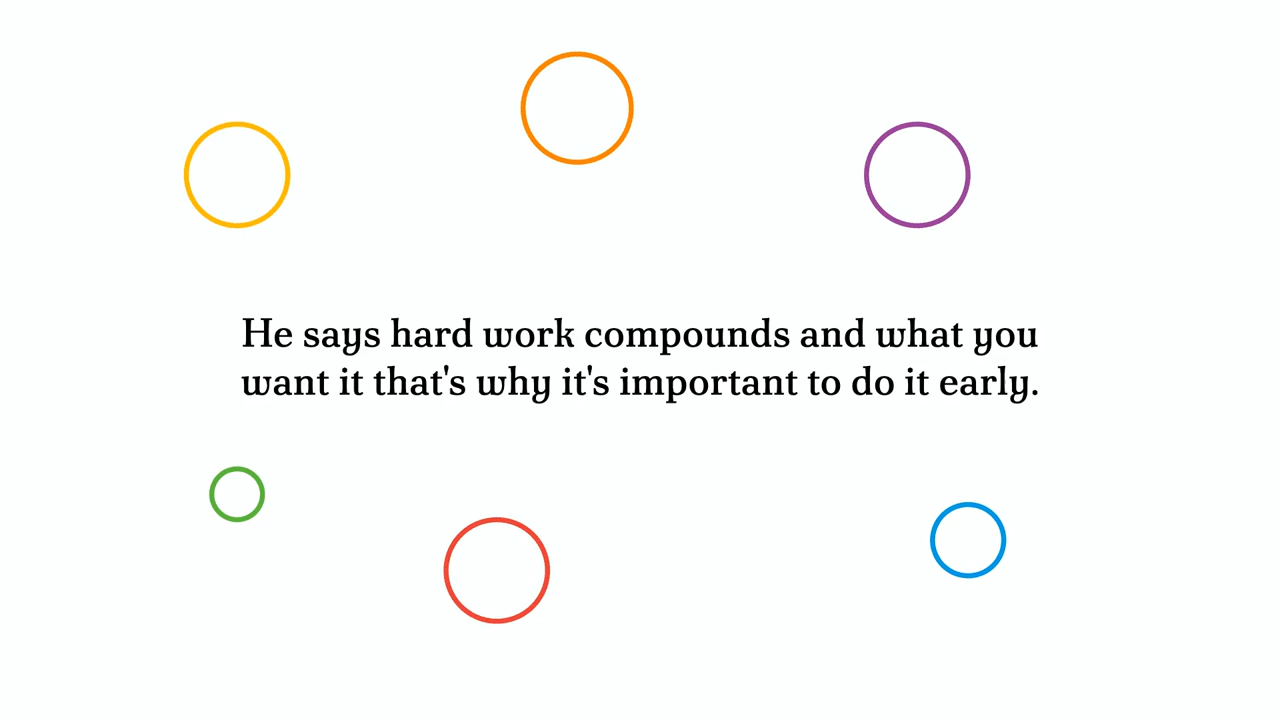 He says hard work compounds and what you
want it that's why it's important to do it early.